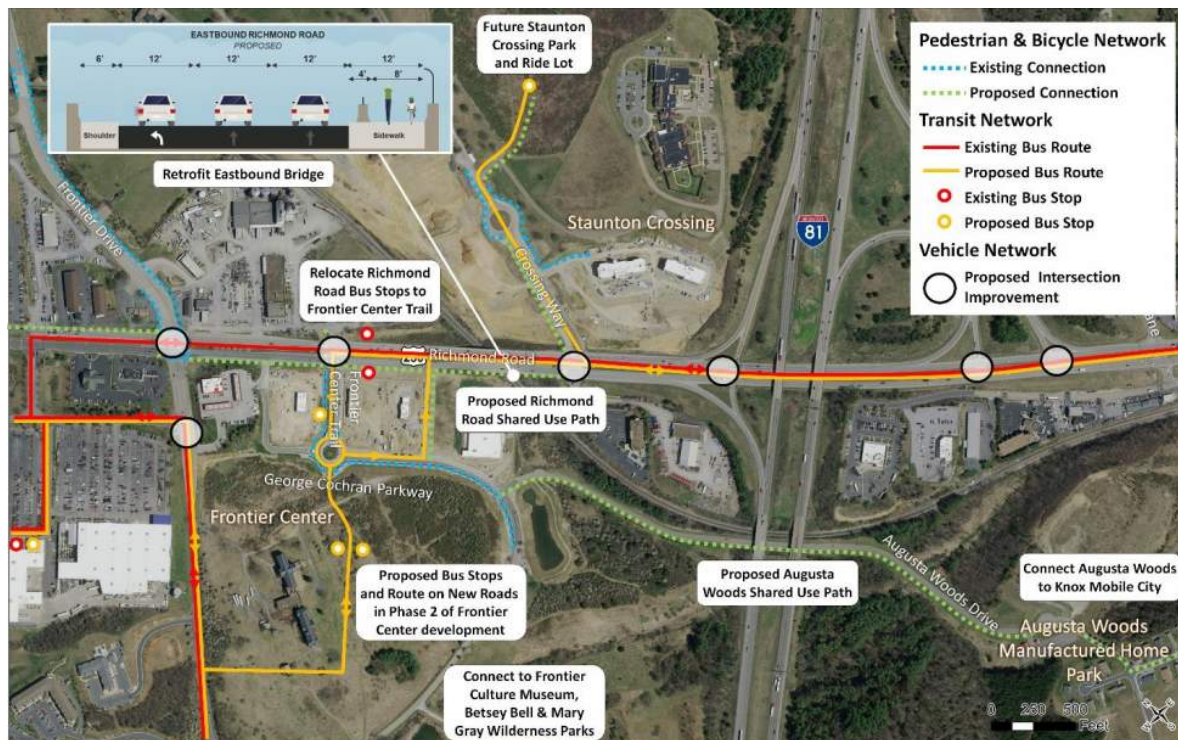 EASTBOUND RICHMOND ROAD
PROPOSED
6' 12' 12' 12' 12'
4' 8'
Shoulder
Sidewalk
Retrofit Eastbound Bridge
Future Staunton
Crossing Park
and Ride Lot
Pedestrian & Bicycle Network
Existing Connection
Proposed Connection
Transit Network
Existing Bus Route
Proposed Bus Route
Existing Bus Stop
Proposed Bus Stop
Vehicle Network
Proposed Intersection
Improvement
Frontier Drive
Staunton Crossing
81
Relocate Richmond
Road Bus Stops to
Frontier Center Trail
Crossing Way
Richmond Road
Frontier
Center Trail
Proposed Richmond
Road Shared Use Path
George Cochran Parkway
Frontier Center
Proposed Bus Stops
and Route on New Roads
in Phase 2 of Frontier
Center development
Proposed Augusta
Woods Shared Use Path
Augusta Woods Drive
Connect Augusta Woods
to Knox Mobile City
Augusta Woods
Manufactured Home
Park
Connect to Frontier
Culture Museum,
Betsey Bell & Mary
Gray Wilderness Parks
0 250 500
Feet